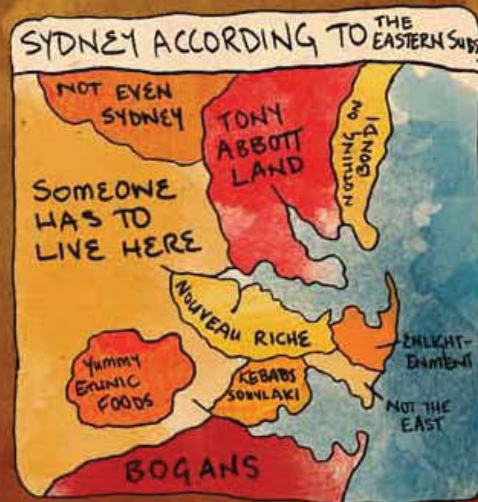 SYDNEY ACCORDING TO THE
EASTERN SUBS
NOT EVEN
SYDNEY
TONY
ABBOTT
LAND
NOTHING ON
BONDI
SOMEONE
HAS TO
LIVE HERE
NOUVEAU RICHE
ENLIGHT-
ENMENT
YUMMY
ETHNIC
FOODS
KEBABS
SOUVLAKI
NOT THE
EAST
BOGANS